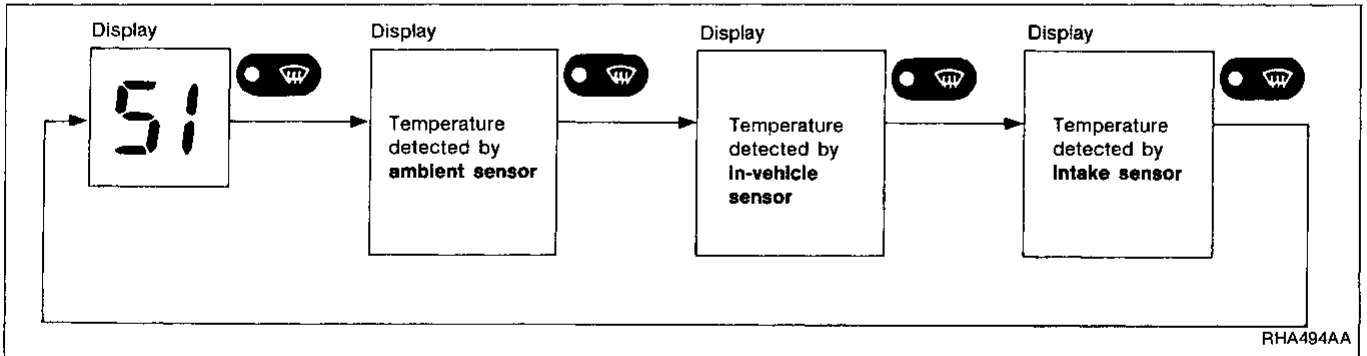 Display
51
Display
Temperature
detected by
ambient sensor
Display
Temperature
detected by
in-vehicle
sensor
Display
Temperature
detected by
intake sensor
RHA494AA